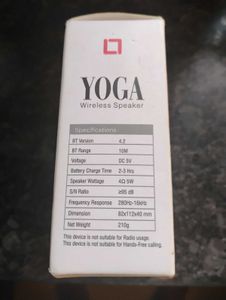 YOGA
Wireless Speaker
Specifications
BT Version 4.2
BT Range 10M
Voltage DC 5V
Battery Charge Time 2-3 Hrs
Speaker Wattage 4Ω 5W
S/N Ratio ≥85 dB
Frequency Response 280Hz-16kHz
Dimension 82x112x40 mm
Net Weight 210g
This device is not suitable for Radio usage.
This device is not suitable for Hands-Free calling.